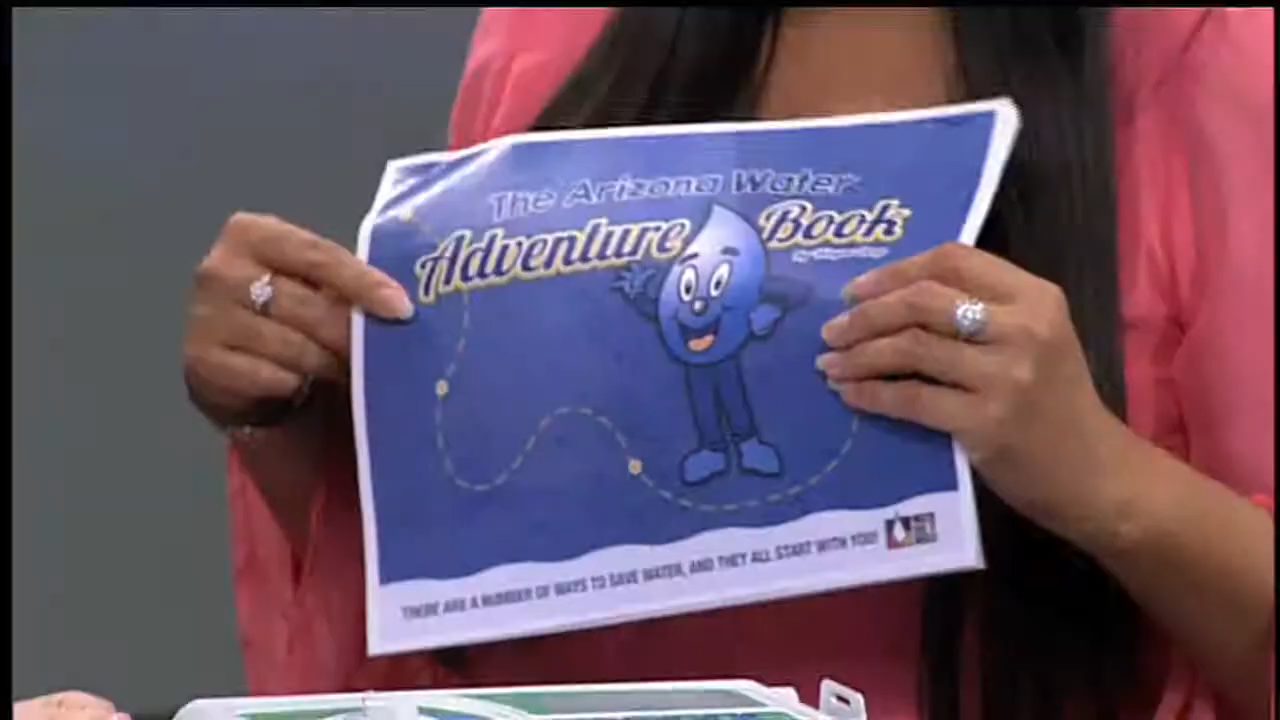 The Arizona Water
Adventure Book
THERE ARE A NUMBER OF WAYS TO SAVE WATER, AND THEY ALL START WITH YOU!